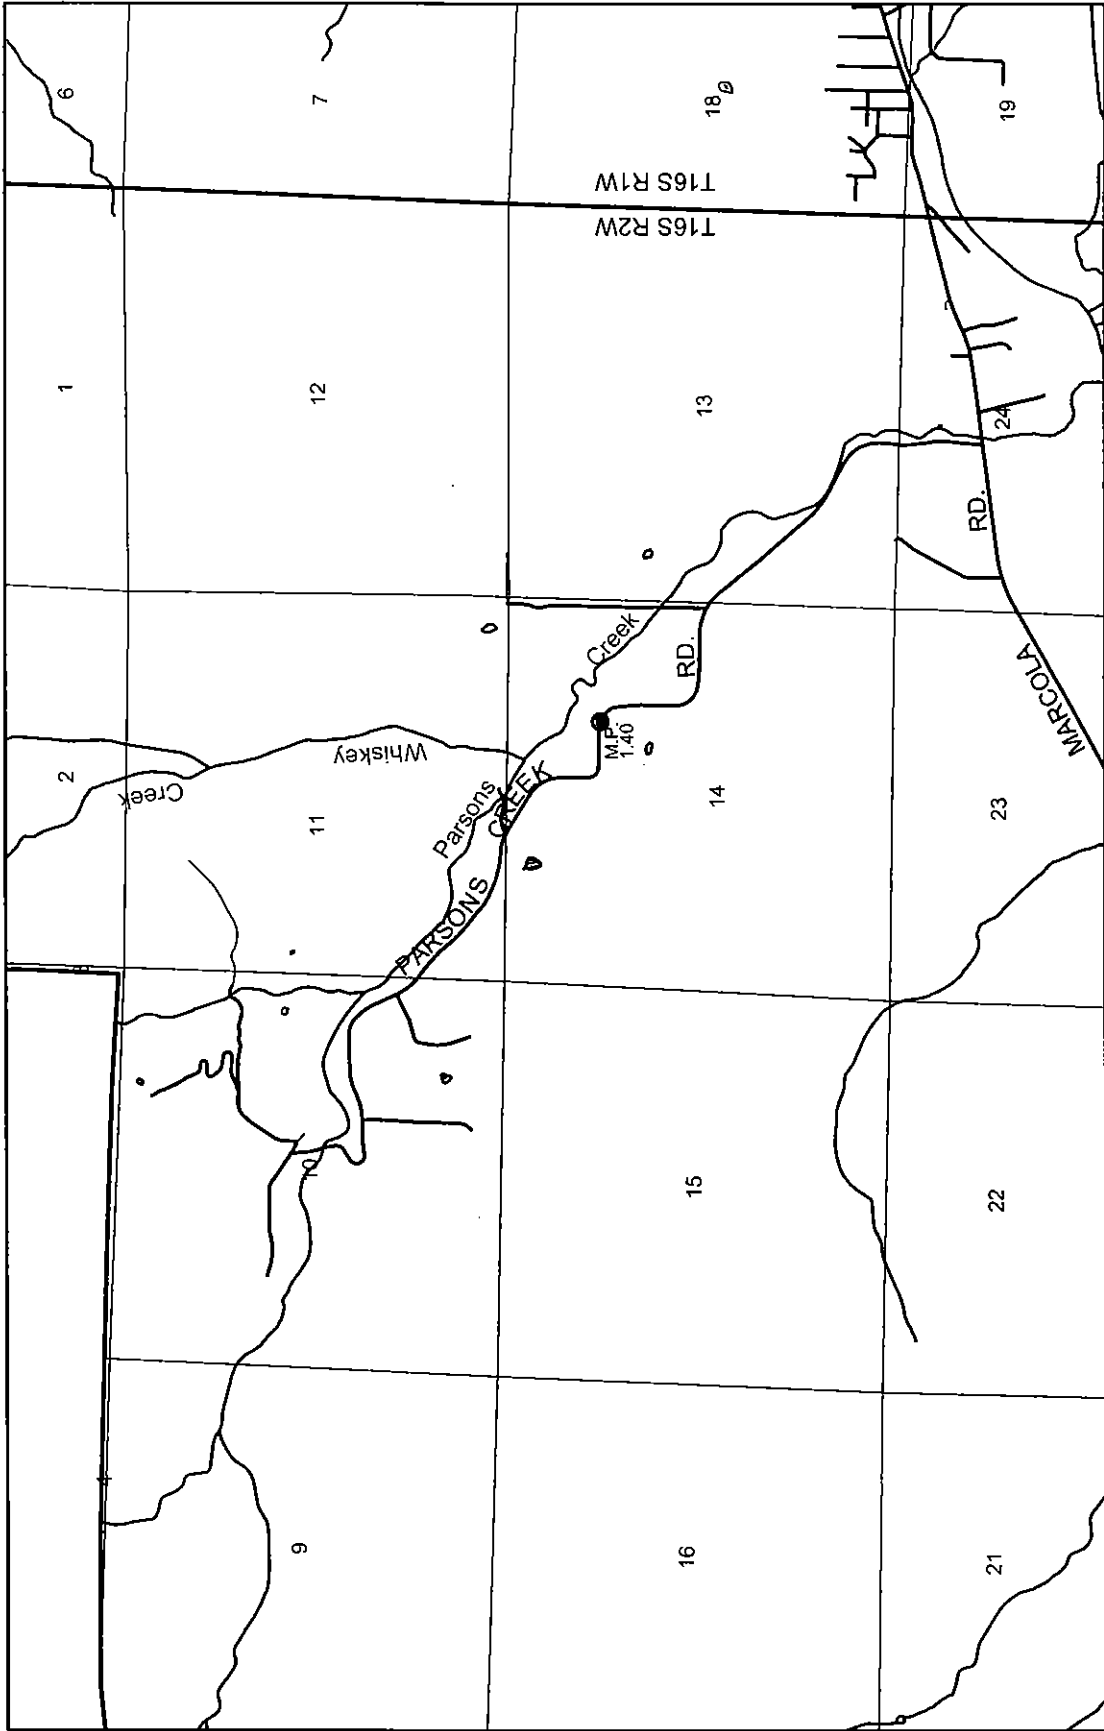 6
7
18
19
T16S R1W
T16S R2W
1
12
13
24
RD.
MARCOLA
2
Creek
Whiskey
11
Parsons
Creek
PARSONS
CREEK
RD.
M.P.
1.40
14
23
10
15
22
9
16
21